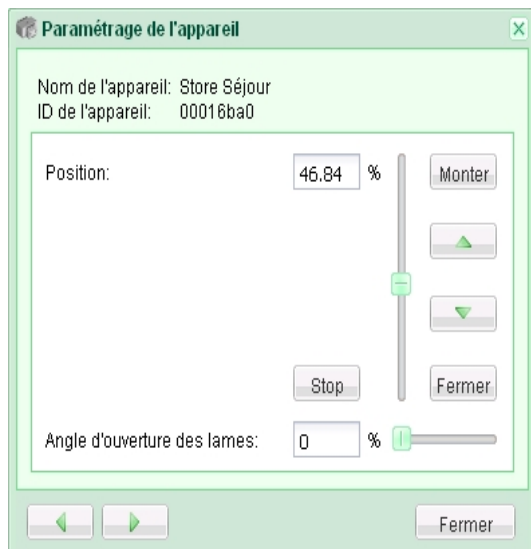 Paramétrage de l'appareil
Nom de l'appareil: Store Séjour
ID de l'appareil: 00016ba0
Position: 46.84 % Monter
Stop Fermer
Angle d'ouverture des lames: 0 %
Fermer